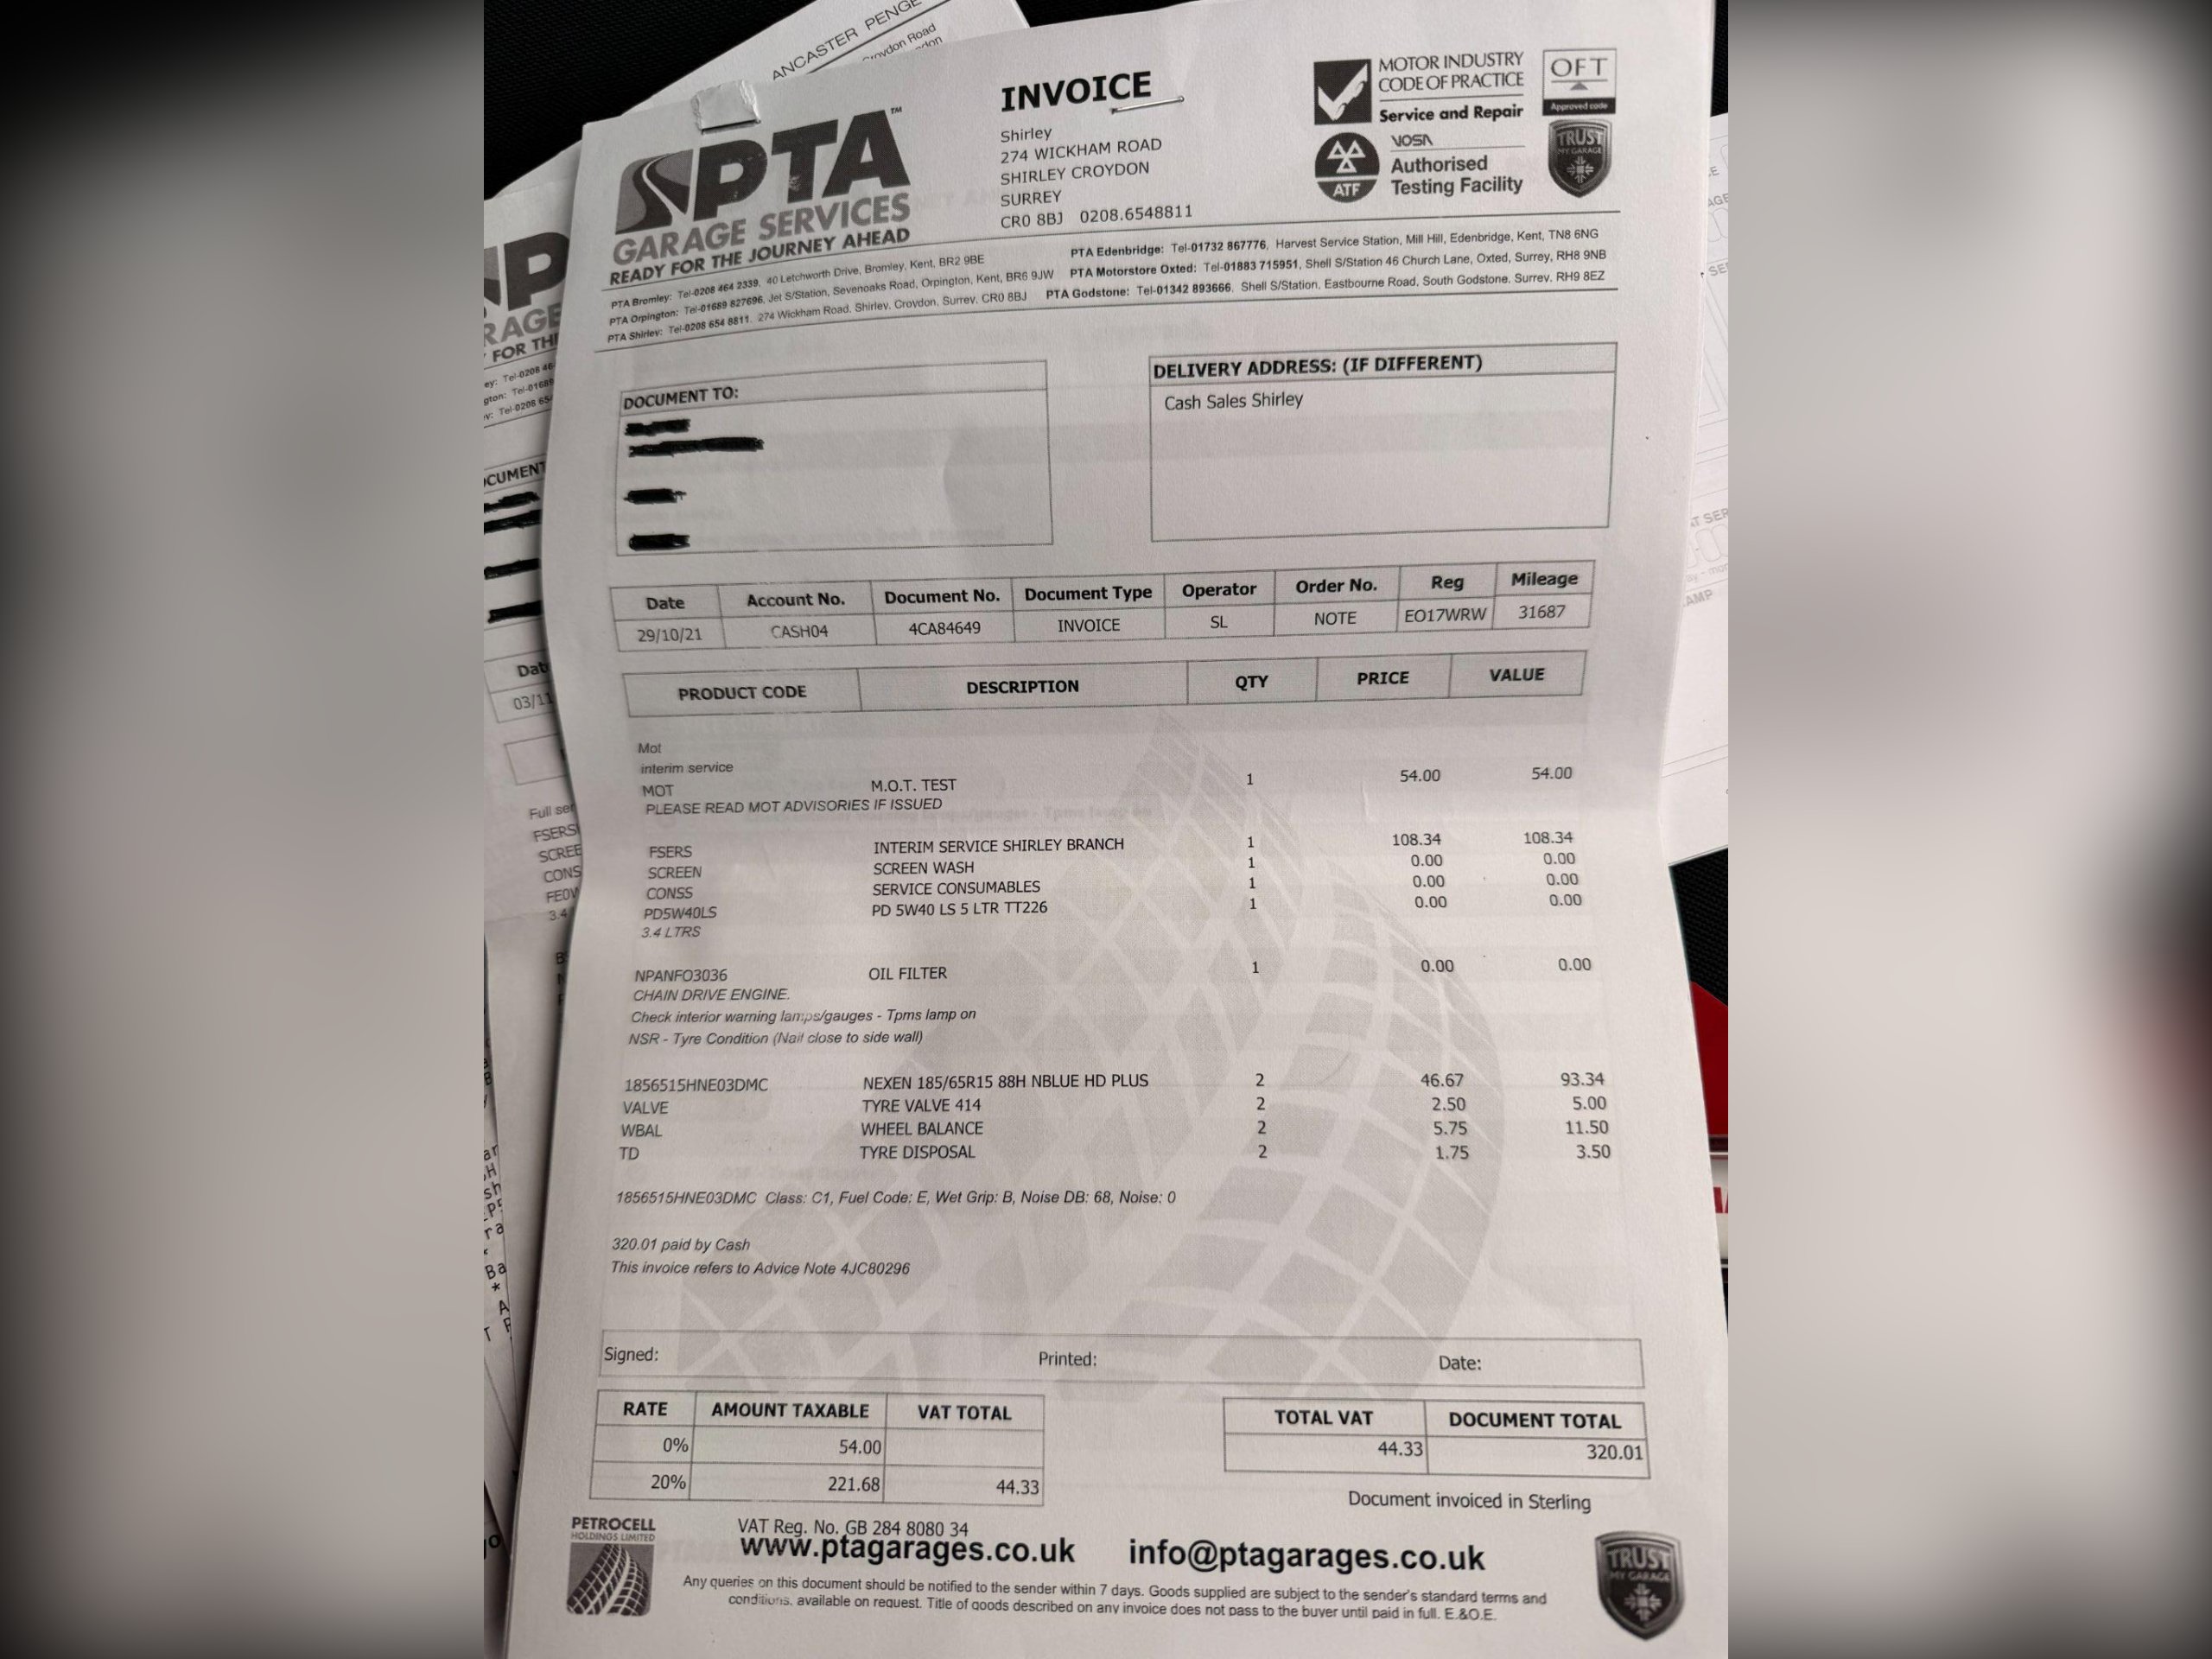 ANCASTER PENGE
Croydon Road
INVOICE
Shirley
274 WICKHAM ROAD
SHIRLEY CROYDON
SURREY
CR0 8BJ 0208.6548811
PTA™
GARAGE SERVICES
READY FOR THE JOURNEY AHEAD
MOTOR INDUSTRY
CODE OF PRACTICE
Service and Repair
OFT
Approved code
VOSA
Authorised
Testing Facility
ATF
TRUST
MY GARAGE
PTA Bromley: Tel-0208 464 2339, 40 Letchworth Drive, Bromley, Kent, BR2 9BE
PTA Orpington: Tel-01689 827696, Jet S/Station, Sevenoaks Road, Orpington, Kent, BR6 9JW
PTA Shirley: Tel-0208 654 8811, 274 Wickham Road, Shirley, Croydon, Surrey, CR0 8BJ
PTA Edenbridge: Tel-01732 867776, Harvest Service Station, Mill Hill, Edenbridge, Kent, TN8 6NG
PTA Motorstore Oxted: Tel-01883 715951, Shell S/Station 46 Church Lane, Oxted, Surrey, RH8 9NB
PTA Godstone: Tel-01342 893666, Shell S/Station, Eastbourne Road, South Godstone, Surrey, RH9 8EZ
DOCUMENT TO:
DELIVERY ADDRESS: (IF DIFFERENT)
Cash Sales Shirley
Date Account No. Document No. Document Type Operator Order No. Reg Mileage
29/10/21 CASH04 4CA84649 INVOICE SL NOTE EO17WRW 31687
PRODUCT CODE DESCRIPTION QTY PRICE VALUE
Mot
interim service
MOT M.O.T. TEST 1 54.00 54.00
PLEASE READ MOT ADVISORIES IF ISSUED
FSERS INTERIM SERVICE SHIRLEY BRANCH 1 108.34 108.34
SCREEN SCREEN WASH 1 0.00 0.00
CONSS SERVICE CONSUMABLES 1 0.00 0.00
PD5W40LS PD 5W40 LS 5 LTR TT226 1 0.00 0.00
3.4 LTRS
NPANFO3036 OIL FILTER 1 0.00 0.00
CHAIN DRIVE ENGINE.
Check interior warning lamps/gauges - Tpms lamp on
NSR - Tyre Condition (Nail close to side wall)
1856515HNE03DMC NEXEN 185/65R15 88H NBLUE HD PLUS 2 46.67 93.34
VALVE TYRE VALVE 414 2 2.50 5.00
WBAL WHEEL BALANCE 2 5.75 11.50
TD TYRE DISPOSAL 2 1.75 3.50
1856515HNE03DMC Class: C1, Fuel Code: E, Wet Grip: B, Noise DB: 68, Noise: 0
320.01 paid by Cash
This invoice refers to Advice Note 4JC80296
Signed: Printed: Date:
RATE AMOUNT TAXABLE VAT TOTAL
0% 54.00
20% 221.68 44.33
TOTAL VAT DOCUMENT TOTAL
44.33 320.01
Document invoiced in Sterling
PETROCELL
HOLDINGS LIMITED
VAT Reg. No. GB 284 8080 34
www.ptagarages.co.uk info@ptagarages.co.uk
Any queries on this document should be notified to the sender within 7 days. Goods supplied are subject to the sender's standard terms and
conditions, available on request. Title of goods described on any invoice does not pass to the buyer until paid in full. E.&O.E.
TRUST
MY GARAGE